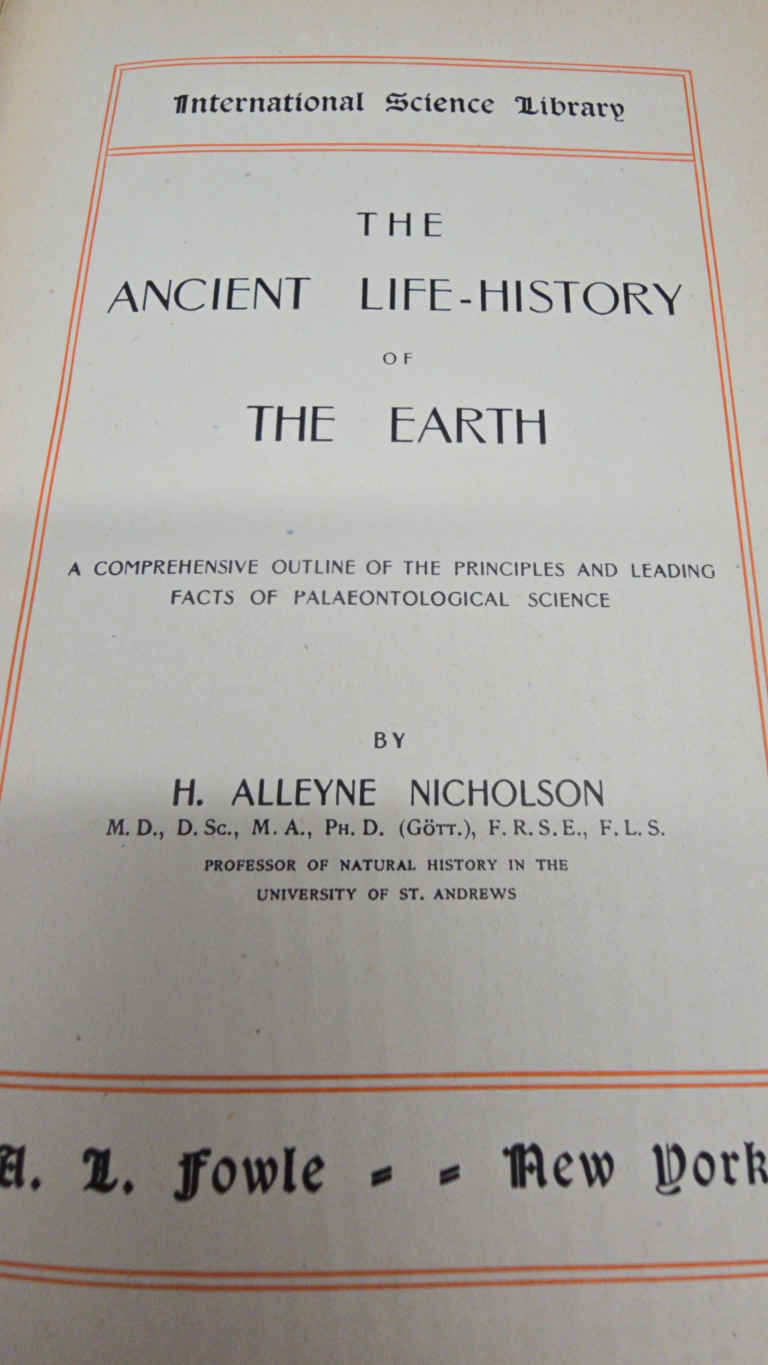 International Science Library
THE
ANCIENT LIFE-HISTORY
OF
THE EARTH
A COMPREHENSIVE OUTLINE OF THE PRINCIPLES AND LEADING
FACTS OF PALAEONTOLOGICAL SCIENCE
BY
H. ALLEYNE NICHOLSON
M. D., D. Sc., M. A., PH. D. (GÖTT.), F. R. S. E., F. L. S.
PROFESSOR OF NATURAL HISTORY IN THE
UNIVERSITY OF ST. ANDREWS
A. L. Fowle - - New York